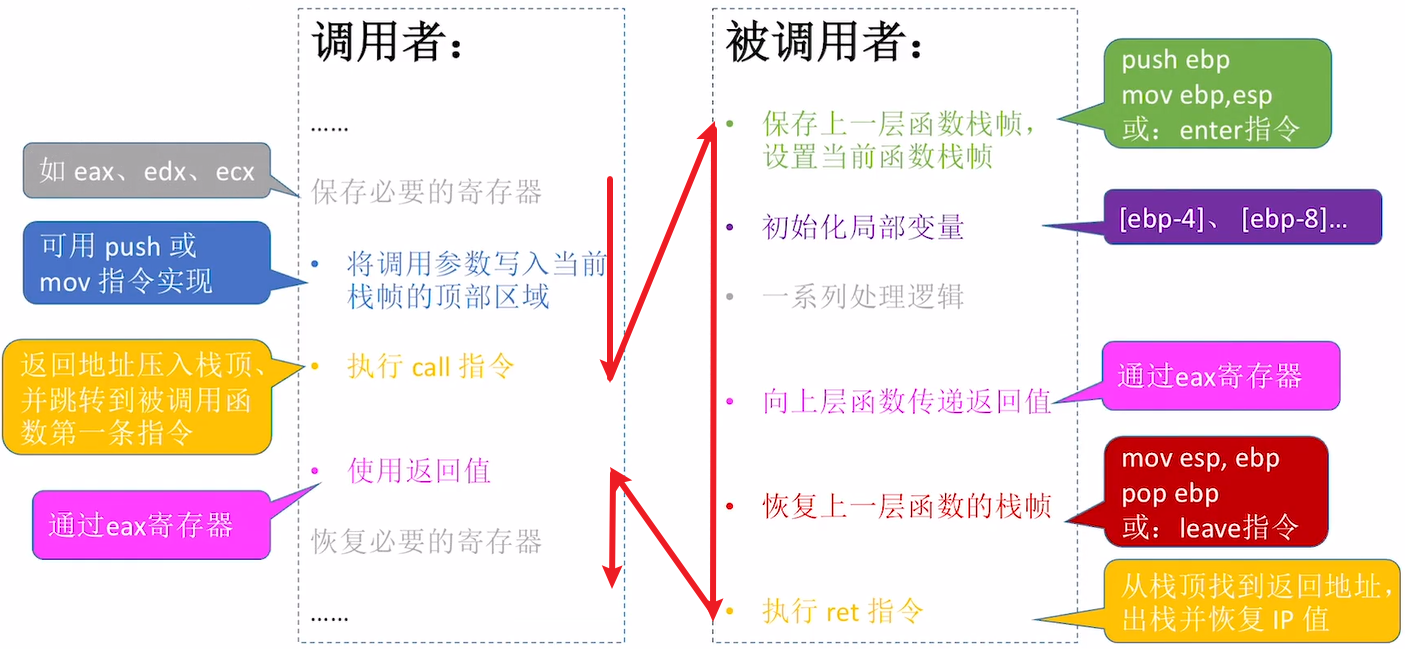 调用者：
……
如 eax、edx、ecx
保存必要的寄存器
可用 push 或
mov 指令实现
• 将调用参数写入当前
栈帧的顶部区域
返回地址压入栈顶、
并跳转到被调用函
数第一条指令
• 执行 call 指令
• 使用返回值
通过eax寄存器
恢复必要的寄存器
……
被调用者：
• 保存上一层函数栈帧，
设置当前函数栈帧
push ebp
mov ebp,esp
或：enter指令
• 初始化局部变量
[ebp-4]、 [ebp-8]…
• 一系列处理逻辑
• 向上层函数传递返回值
通过eax寄存器
• 恢复上一层函数的栈帧
mov esp, ebp
pop ebp
或：leave指令
• 执行 ret 指令
从栈顶找到返回地址，
出栈并恢复 IP 值